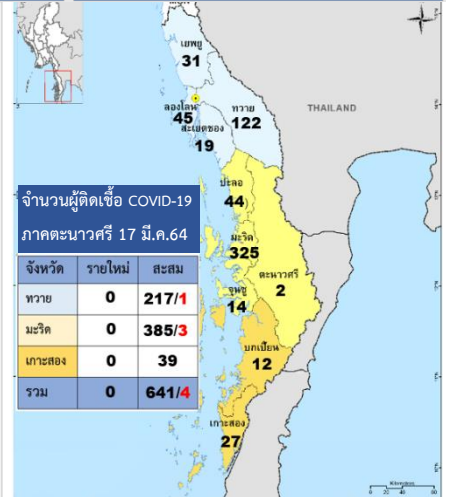 เยพยู
31
ลองโลน
45
ทวาย
122
สะเยดชอง
19
THAILAND
ปะลอ
44
มะริด
325
ตะนาวศรี
2
จุนซู
14
บกเปี้ยน
12
เกาะสอง
27
จำนวนผู้ติดเชื้อ COVID-19
ภาคตะนาวศรี 17 มี.ค.64
จังหวัด รายใหม่ สะสม
ทวาย 0 217/1
มะริด 0 385/3
เกาะสอง 0 39
รวม 0 641/4
Kilometers